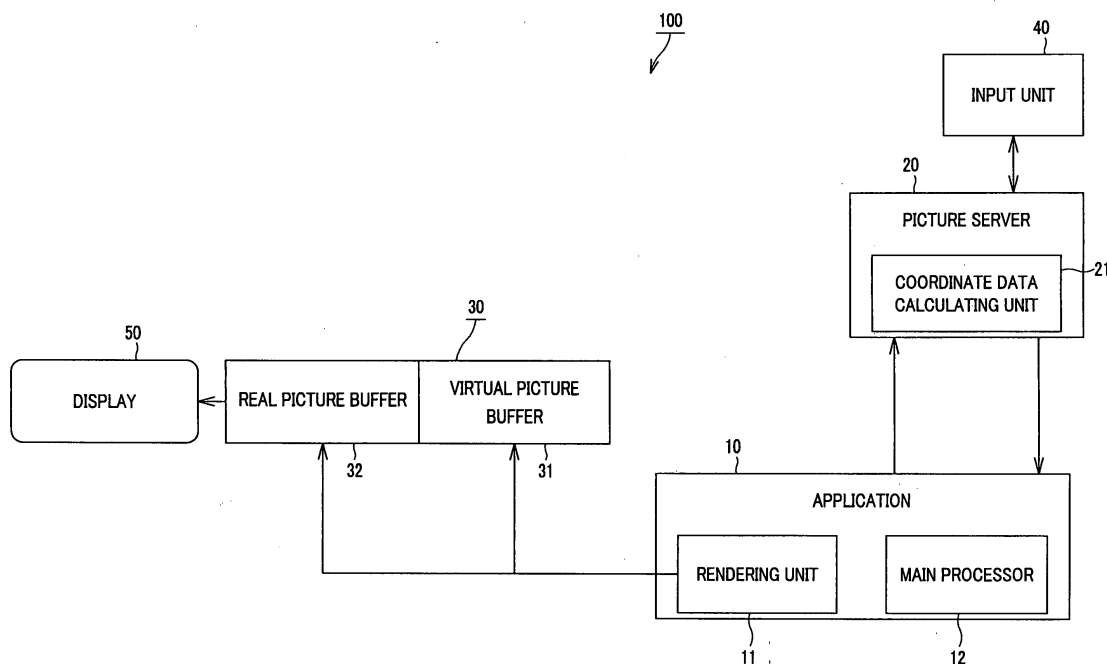 100
40
INPUT UNIT
20
PICTURE SERVER
21
COORDINATE DATA
CALCULATING UNIT
50
30
DISPLAY
REAL PICTURE BUFFER
VIRTUAL PICTURE
BUFFER
32
31
10
APPLICATION
RENDERING UNIT
MAIN PROCESSOR
11
12